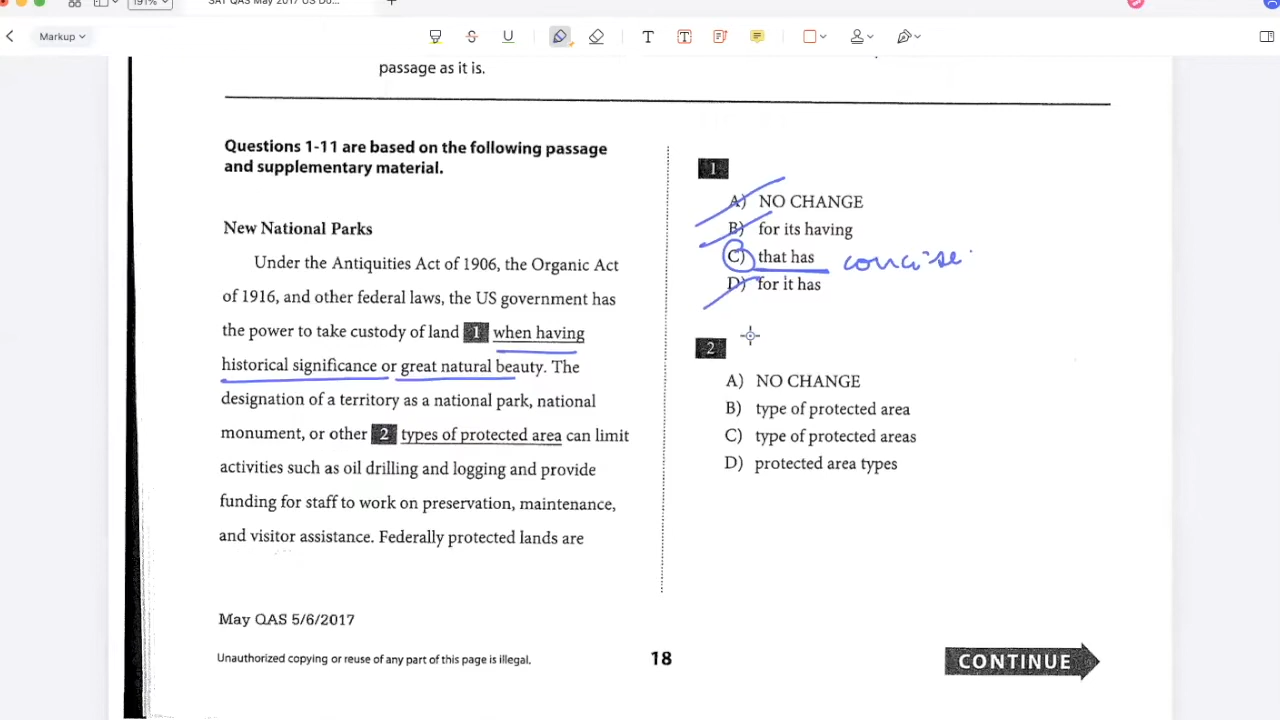 191%
SAT QAS May 2017 US Do...
Markup
passage as it is.
Questions 1-11 are based on the following passage
and supplementary material.
New National Parks
Under the Antiquities Act of 1906, the Organic Act
of 1916, and other federal laws, the US government has
the power to take custody of land 1 when having
historical significance or great natural beauty. The
designation of a territory as a national park, national
monument, or other 2 types of protected area can limit
activities such as oil drilling and logging and provide
funding for staff to work on preservation, maintenance,
and visitor assistance. Federally protected lands are
1
A) NO CHANGE
B) for its having
C) that has concise
D) for it has
2
A) NO CHANGE
B) type of protected area
C) type of protected areas
D) protected area types
May QAS 5/6/2017
Unauthorized copying or reuse of any part of this page is illegal.
18
CONTINUE